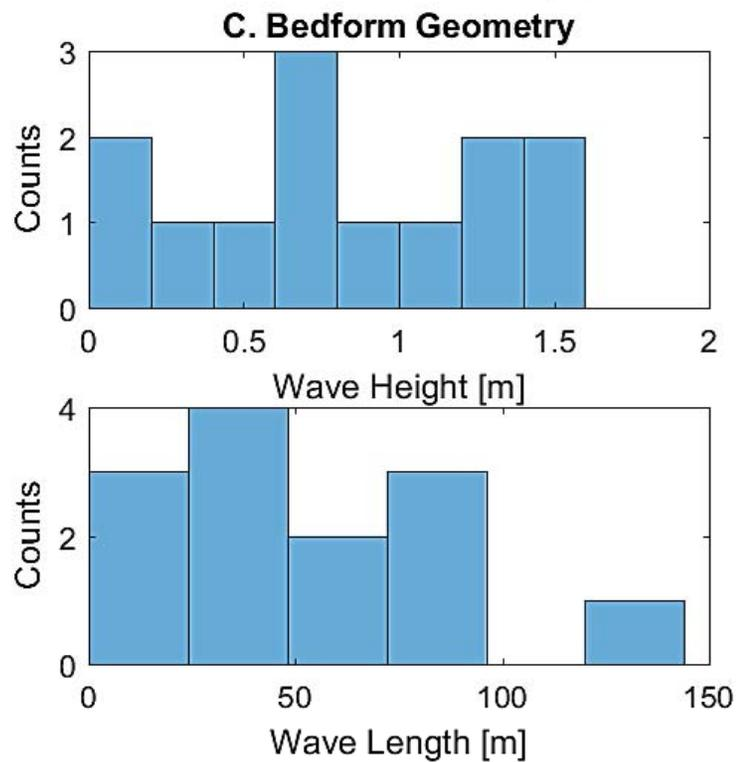 C. Bedform Geometry
3
2
1
0
Counts
0 0.5 1 1.5 2
Wave Height [m]
4
2
0
Counts
0 50 100 150
Wave Length [m]